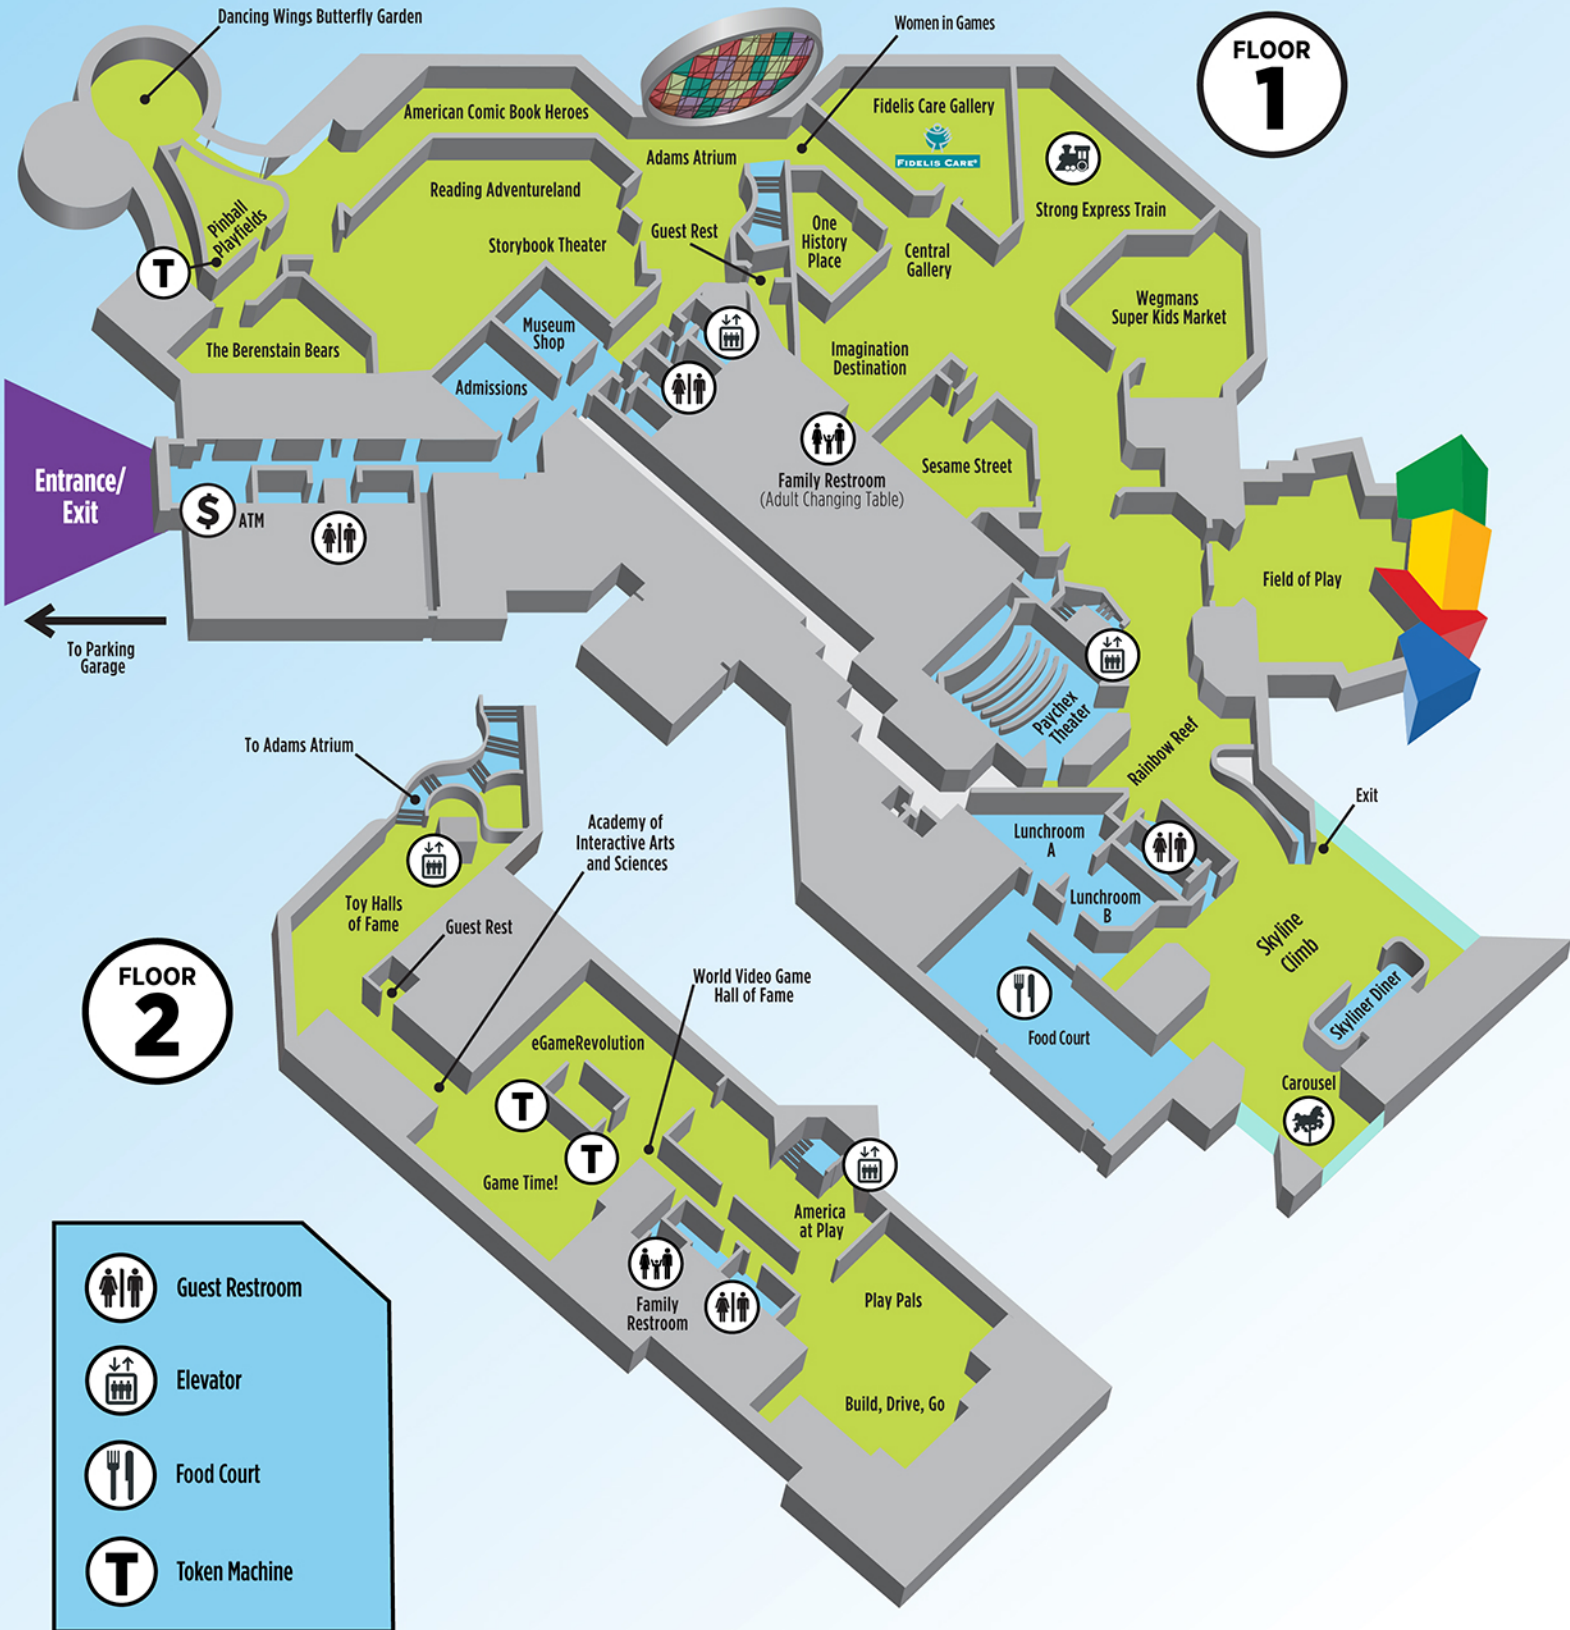 Dancing Wings Butterfly Garden
Women in Games
FLOOR
1
American Comic Book Heroes
Fidelis Care Gallery
FIDELIS CARE®
Adams Atrium
Reading Adventureland
Strong Express Train
Pinball
Playfields
Storybook Theater
Guest Rest
One
History
Place
Central
Gallery
T
Wegmans
Super Kids Market
Museum
Shop
The Berenstain Bears
Imagination
Destination
Admissions
Sesame Street
Entrance/
Exit
Family Restroom
(Adult Changing Table)
$
ATM
Field of Play
To Parking
Garage
Paychex
Theater
Rainbow Reef
To Adams Atrium
Exit
Academy of
Interactive Arts
and Sciences
Lunchroom
A
Lunchroom
B
Toy Halls
of Fame
Guest Rest
Skyline
Climb
FLOOR
2
World Video Game
Hall of Fame
Skyliner Diner
Food Court
eGameRevolution
Carousel
T
T
Game Time!
America
at Play
Family
Restroom
Play Pals
Build, Drive, Go
Guest Restroom
Elevator
Food Court
T
Token Machine